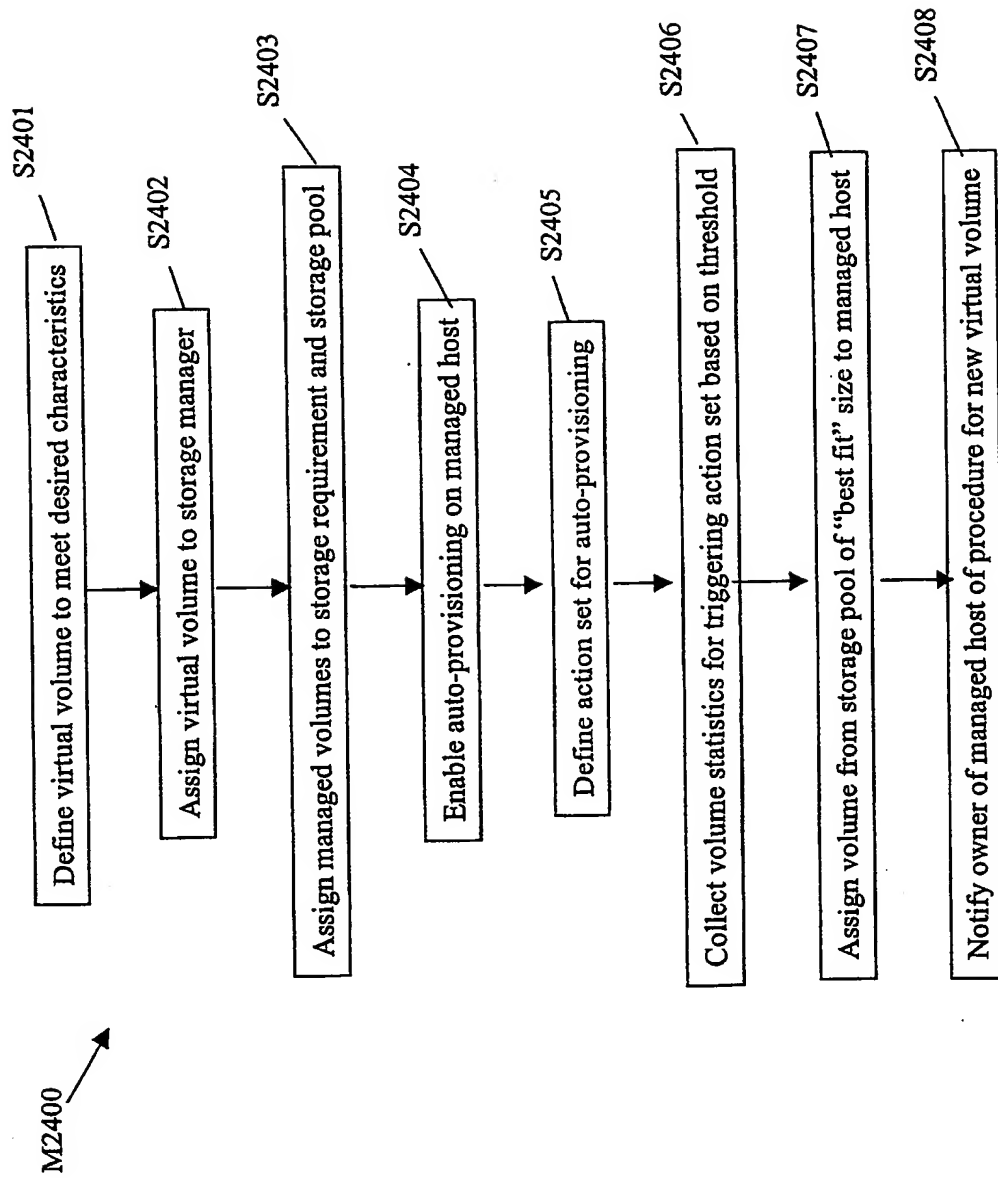 M2400
S2401
Define virtual volume to meet desired characteristics
S2402
Assign virtual volume to storage manager
S2403
Assign managed volumes to storage requirement and storage pool
S2404
Enable auto-provisioning on managed host
S2405
Define action set for auto-provisioning
S2406
Collect volume statistics for triggering action set based on threshold
S2407
Assign volume from storage pool of “best fit” size to managed host
S2408
Notify owner of managed host of procedure for new virtual volume